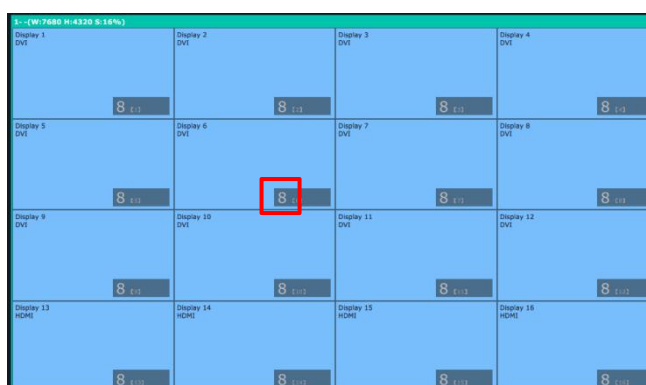 1- -(W:7680 H:4320 S:16%)
Display 1
DVI
8
Display 2
DVI
8
Display 3
DVI
8
Display 4
DVI
8
Display 5
DVI
8
Display 6
DVI
8
Display 7
DVI
8
Display 8
DVI
8
Display 9
DVI
8
Display 10
DVI
8
Display 11
DVI
8
Display 12
DVI
8
Display 13
HDMI
8
Display 14
HDMI
8
Display 15
HDMI
8
Display 16
HDMI
8